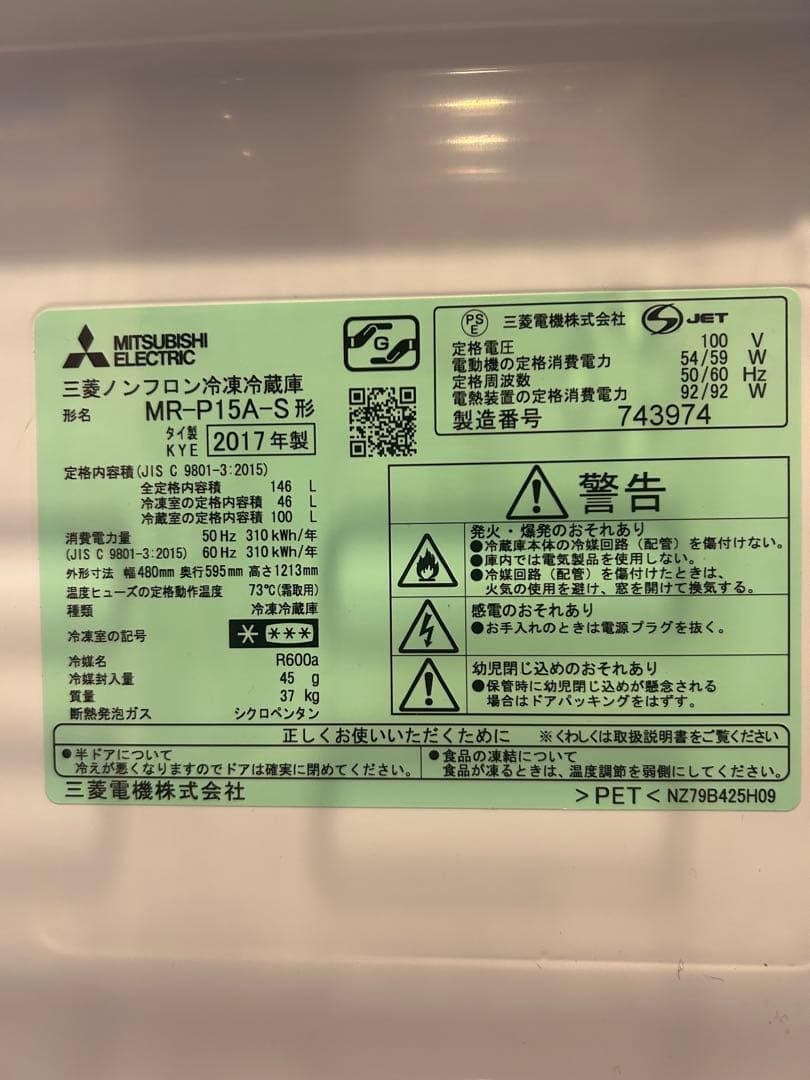 MITSUBISHI
ELECTRIC
G
三菱ノンフロン冷凍冷蔵庫
形名 MR-P15A-S形
タイ製
KYE 2017年製
PSE 三菱電機株式会社 JET
定格電圧 100 V
電動機の定格消費電力 54/59 W
定格周波数 50/60 Hz
電熱装置の定格消費電力 92/92 W
製造番号 743974
定格内容積(JIS C 9801-3:2015)
全定格内容積 146 L
冷凍室の定格内容積 46 L
冷蔵室の定格内容積 100 L
消費電力量 50Hz 310kWh/年
(JIS C 9801-3:2015) 60Hz 310kWh/年
外形寸法 幅480mm 奥行595mm 高さ1213mm
温度ヒューズの定格動作温度 73℃(霜取用)
種類 冷凍冷蔵庫
冷凍室の記号 * ***
冷媒名 R600a
冷媒封入量 45 g
質量 37 kg
断熱発泡ガス シクロペンタン
警告
発火・爆発のおそれあり
●冷蔵庫本体の冷媒回路（配管）を傷付けない。
●庫内では電気製品を使用しない。
●冷媒回路（配管）を傷付けたときは、
火気の使用を避け、窓を開けて換気する。
感電のおそれあり
●お手入れのときは電源プラグを抜く。
幼児閉じ込めのおそれあり
●保管時に幼児閉じ込めが懸念される
場合はドアパッキングをはずす。
正しくお使いいただくために ※くわしくは取扱説明書をご覧ください
●半ドアについて
冷えが悪くなりますのでドアは確実に閉めてください。
●食品の凍結について
食品が凍るときは、温度調節を弱側にしてください。
三菱電機株式会社
>PET< NZ79B425H09